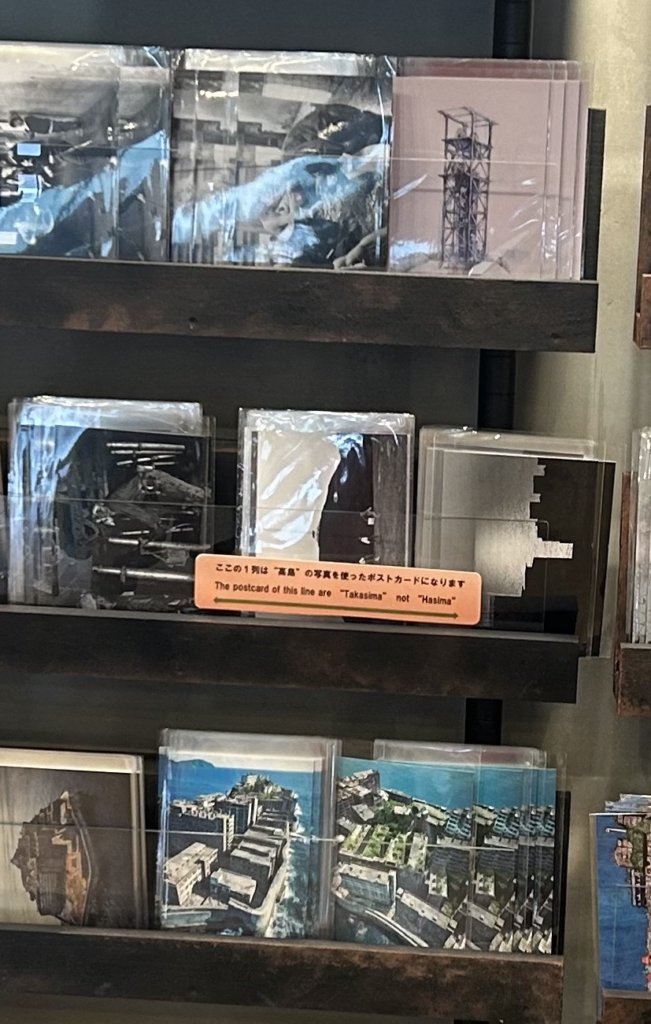 ここの1列は "高島" の写真を使ったポストカードになります
The postcard of this line are "Takasima" not "Hasima"